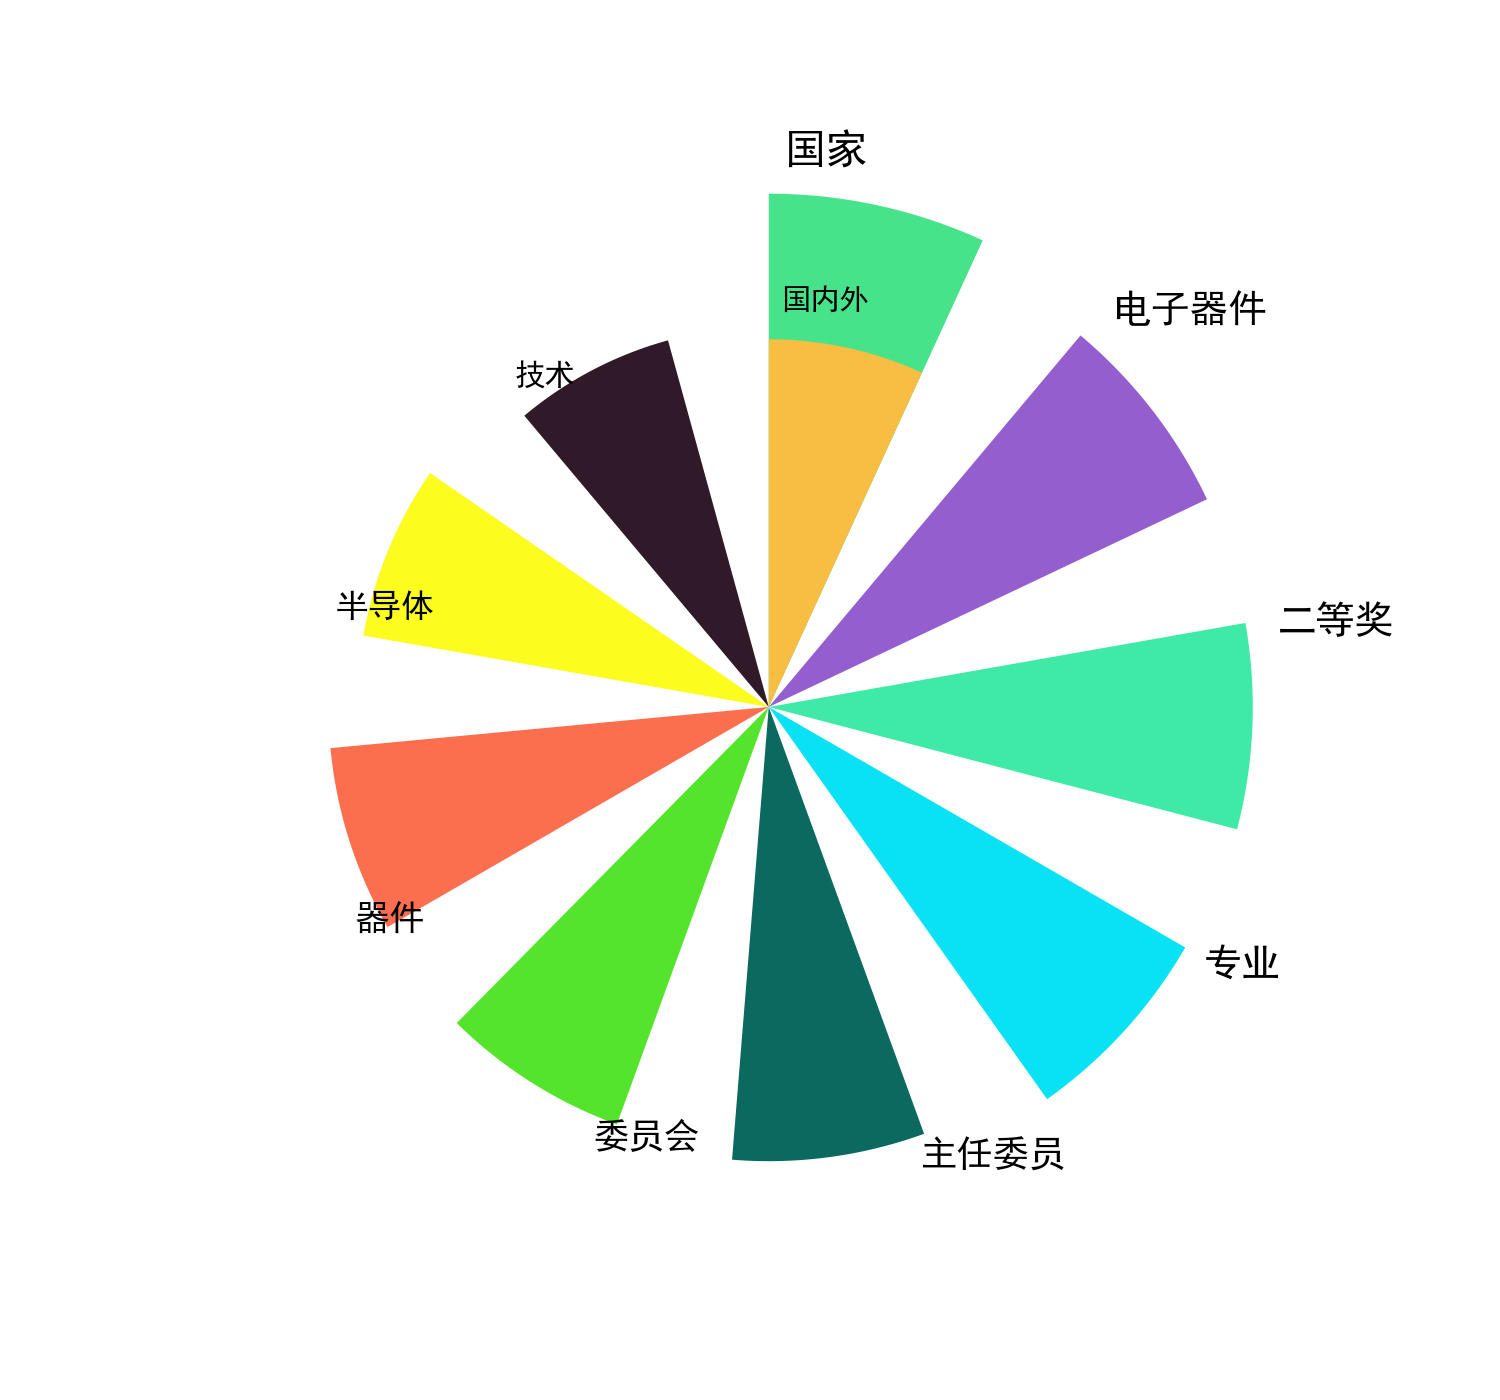 国家
国内外
电子器件
技术
半导体
二等奖
器件
专业
委员会
主任委员